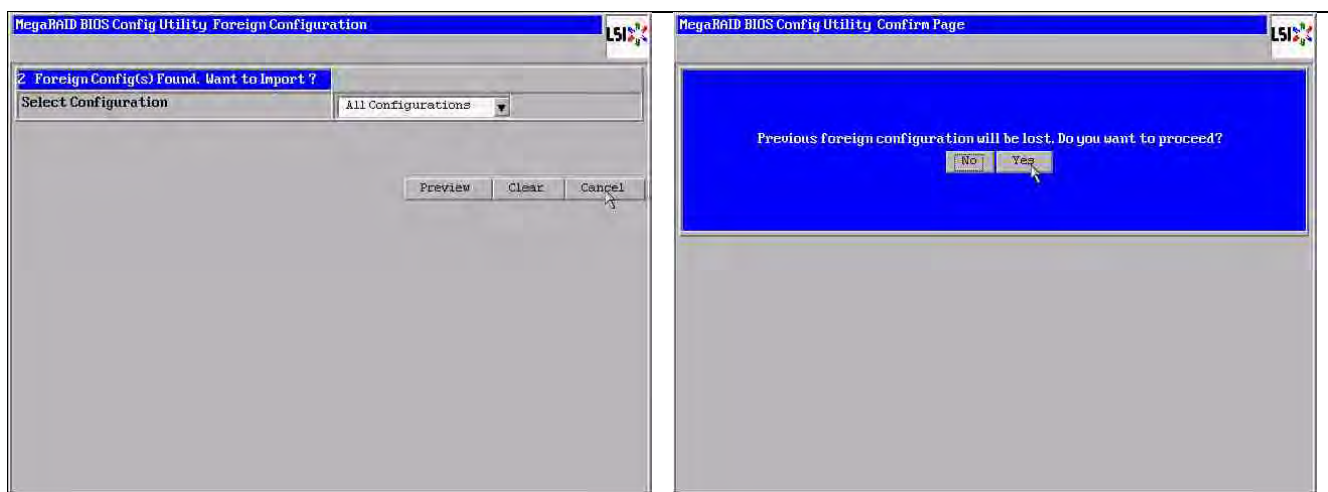 MegaRAID BIOS Config Utility Foreign Configuration
LSI
2 Foreign Config(s) Found. Want to Import ?
Select Configuration
All Configurations
Preview Clear Cancel
MegaRAID BIOS Config Utility Confirm Page
LSI
Previous foreign configuration will be lost. Do you want to proceed?
No Yes